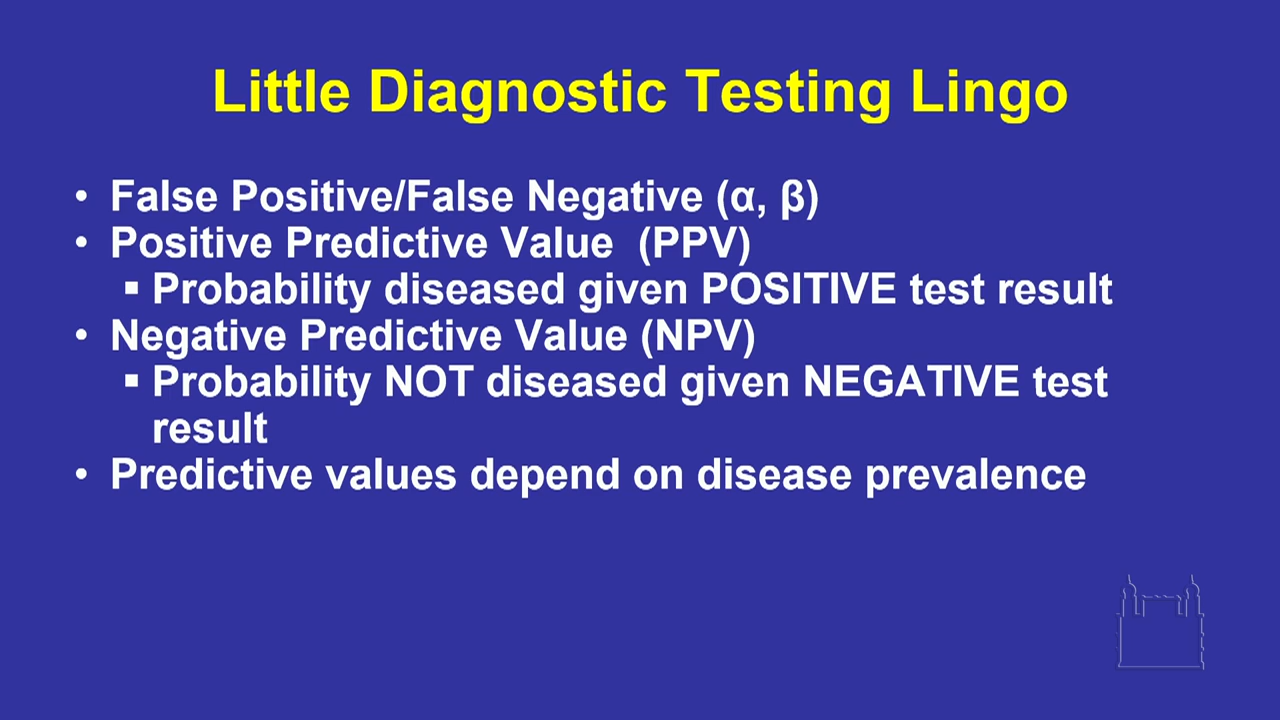 Little Diagnostic Testing Lingo
• False Positive/False Negative (α, β)
• Positive Predictive Value (PPV)
▪ Probability diseased given POSITIVE test result
• Negative Predictive Value (NPV)
▪ Probability NOT diseased given NEGATIVE test
result
• Predictive values depend on disease prevalence